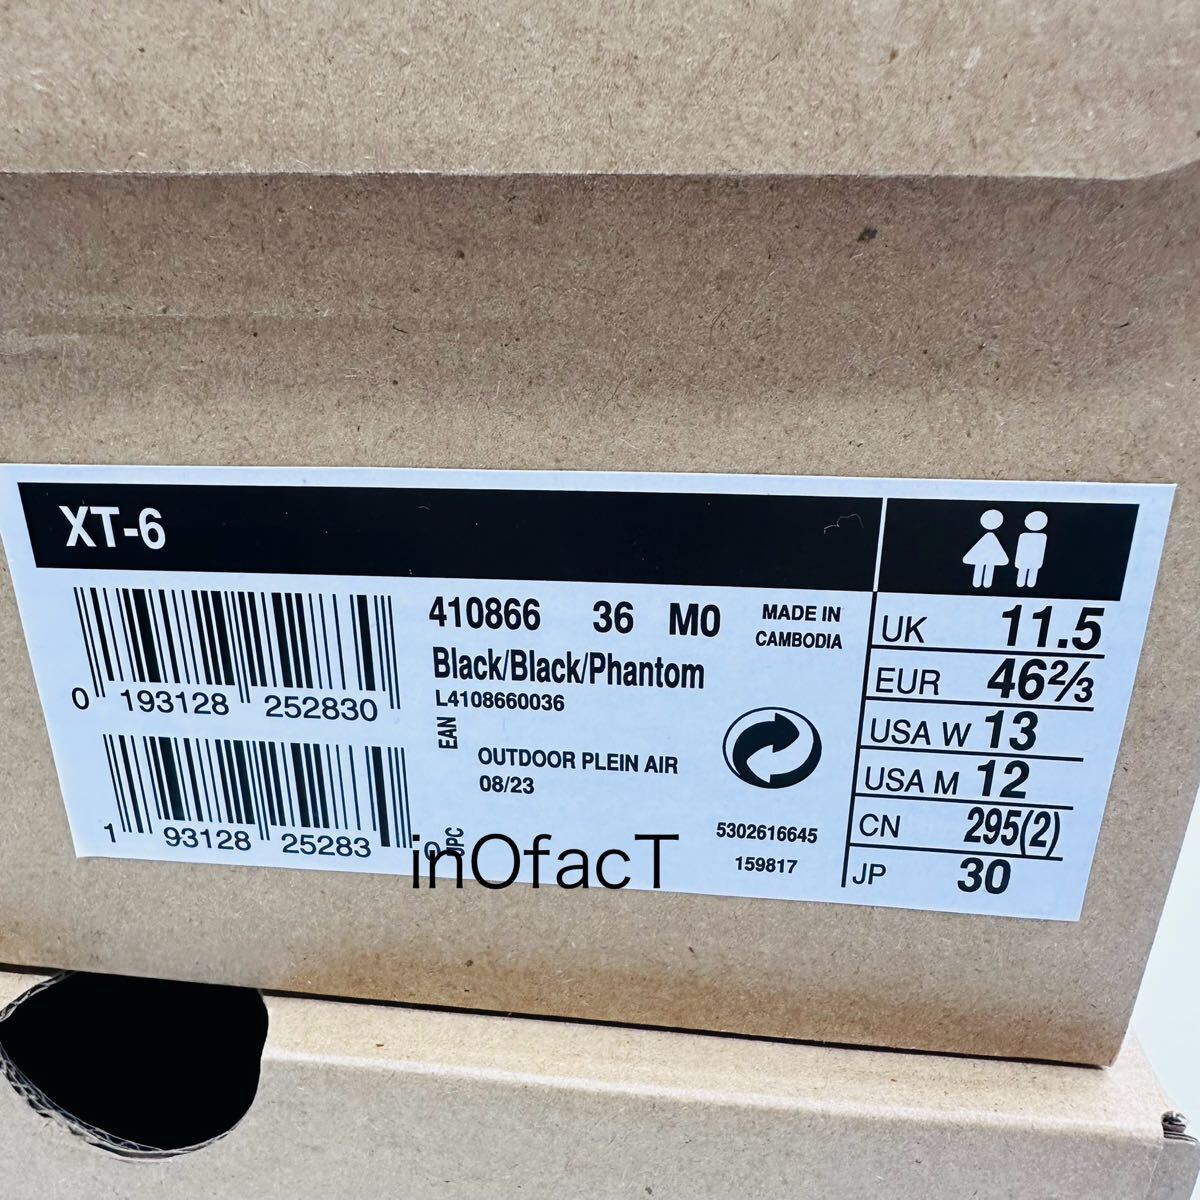 XT-6
0 193128 252830
EAN
1 93128 25283 0
UPC
410866 36 M0
Black/Black/Phantom
L4108660036
OUTDOOR PLEIN AIR
08/23
MADE IN
CAMBODIA
5302616645
159817
UK 11.5
EUR 46⅔
USA W 13
USA M 12
CN 295(2)
JP 30
inOfacT